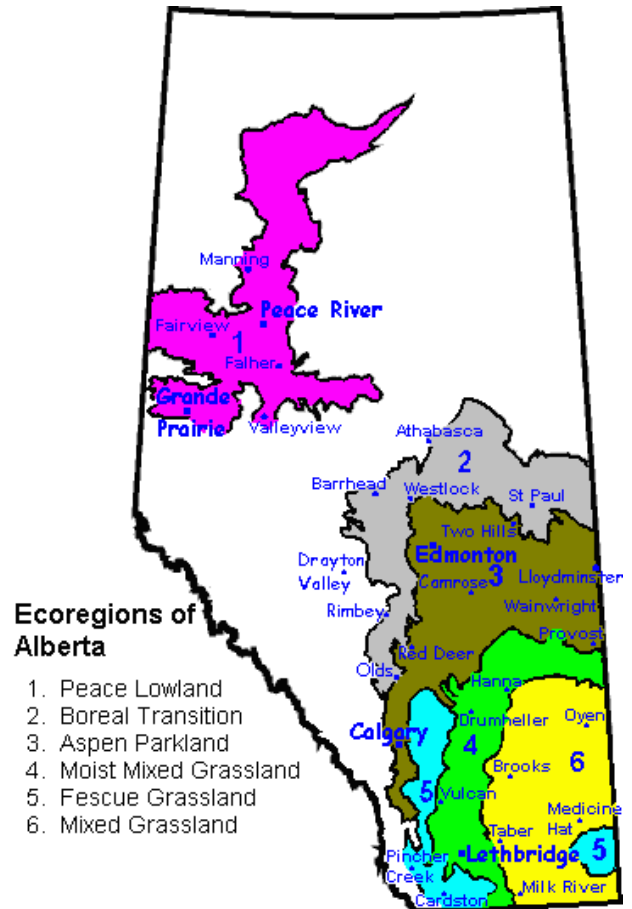 Manning
Peace River
Fairview
1
Falher
Grande
Prairie
Valleyview
Athabasca
2
Barrhead
Westlock
St Paul
Two Hills
Edmonton
Drayton
Valley
3
Camrose
Lloydminster
Rimbey
Wainwright
Provost
Red Deer
Olds
Hanna
Drumheller
Oyen
Calgary
4
6
Brooks
5
Vulcan
Medicine
Hat
Taber
Pincher
Creek
Lethbridge
5
Cardston
Milk River
Ecoregions of
Alberta
1. Peace Lowland
2. Boreal Transition
3. Aspen Parkland
4. Moist Mixed Grassland
5. Fescue Grassland
6. Mixed Grassland